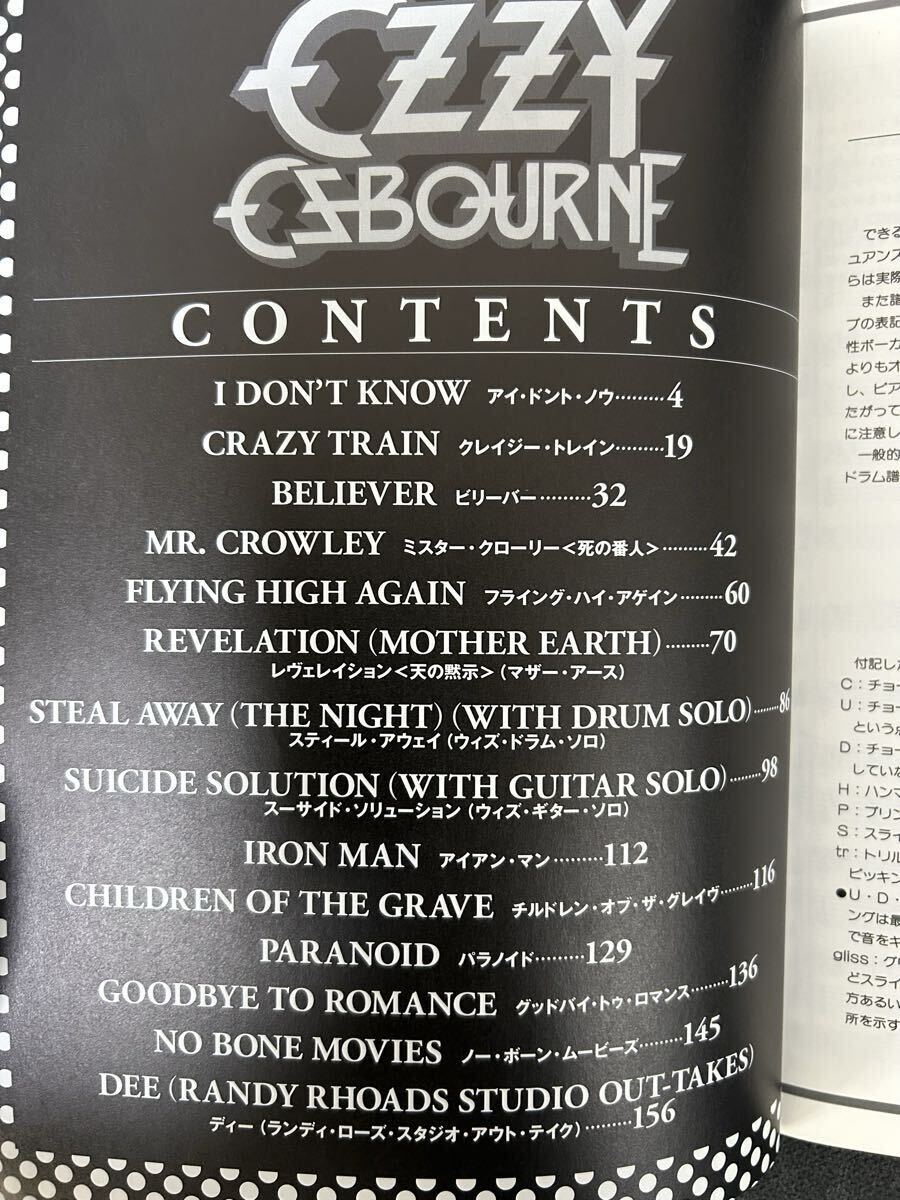 OZZY
OSBOURNE
CONTENTS
I DON'T KNOW アイ・ドント・ノウ………4
CRAZY TRAIN クレイジー・トレイン………19
BELIEVER ビリーバー………32
MR. CROWLEY ミスター・クローリー<死の番人>………42
FLYING HIGH AGAIN フライング・ハイ・アゲイン………60
REVELATION (MOTHER EARTH)………70
レヴェレイション<天の黙示> (マザー・アース)
STEAL AWAY (THE NIGHT) (WITH DRUM SOLO)………86
スティール・アウェイ (ウィズ・ドラム・ソロ)
SUICIDE SOLUTION (WITH GUITAR SOLO)………98
スーサイド・ソリューション (ウィズ・ギター・ソロ)
IRON MAN アイアン・マン………112
CHILDREN OF THE GRAVE チルドレン・オブ・ザ・グレイヴ………116
PARANOID パラノイド………129
GOODBYE TO ROMANCE グッドバイ・トゥ・ロマンス………136
NO BONE MOVIES ノー・ボーン・ムービーズ………145
DEE (RANDY RHOADS STUDIO OUT-TAKES)
ディー (ランディ・ローズ・スタジオ・アウト・テイク)………156
できる
ュアンス
らは実際
また譜
プの表記
性ボーカ
よりもオ
し、ピア
たがって
に注意し
一般的
ドラム譜
付記した
C：チョー
U：チョー
という点
D：チョー
していな
H：ハンマ
P：プリン
S：スライ
tr：トリル
ピッキン
●U・D・
ングは最
で音をキ
gliss：グリ
とスライ
方あるい
所を示す